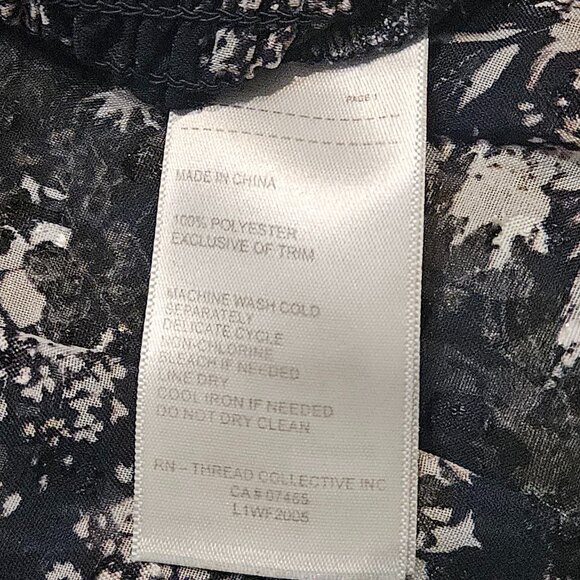 PAGE 1
MADE IN CHINA
100% POLYESTER
EXCLUSIVE OF TRIM
MACHINE WASH COLD
SEPARATELY
DELICATE CYCLE
NON-CHLORINE
BLEACH IF NEEDED
LINE DRY
COOL IRON IF NEEDED
DO NOT DRY CLEAN
RN – THREAD COLLECTIVE INC
CA# 07465
L1WF2005